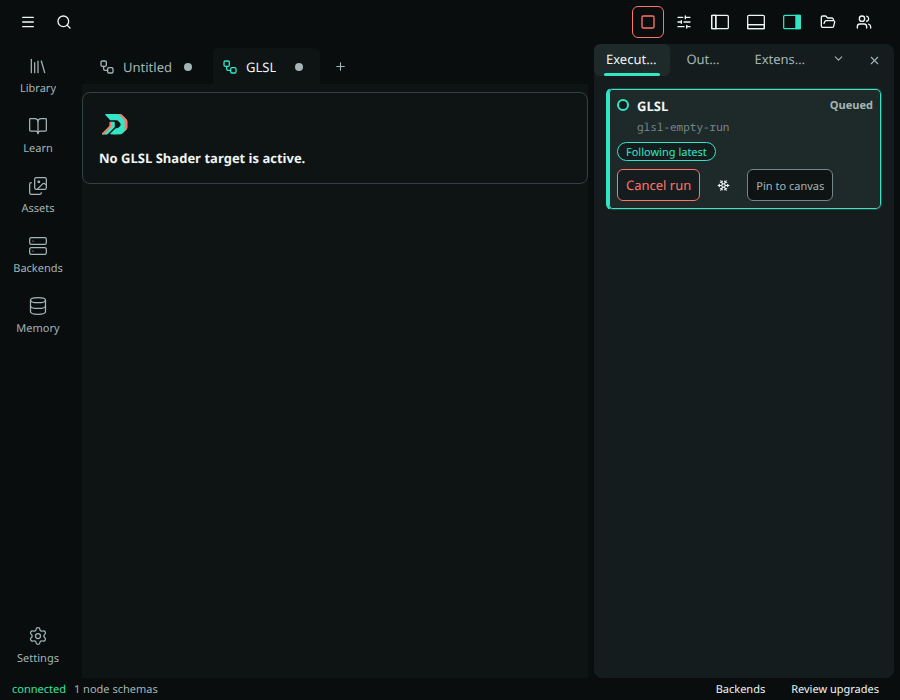 Library
Learn
Assets
Backends
Memory
Settings
Untitled
GLSL
No GLSL Shader target is active.
Execut...
Out...
Extens...
GLSL
Queued
glsl-empty-run
Following latest
Cancel run
Pin to canvas
connected
1 node schemas
Backends
Review upgrades